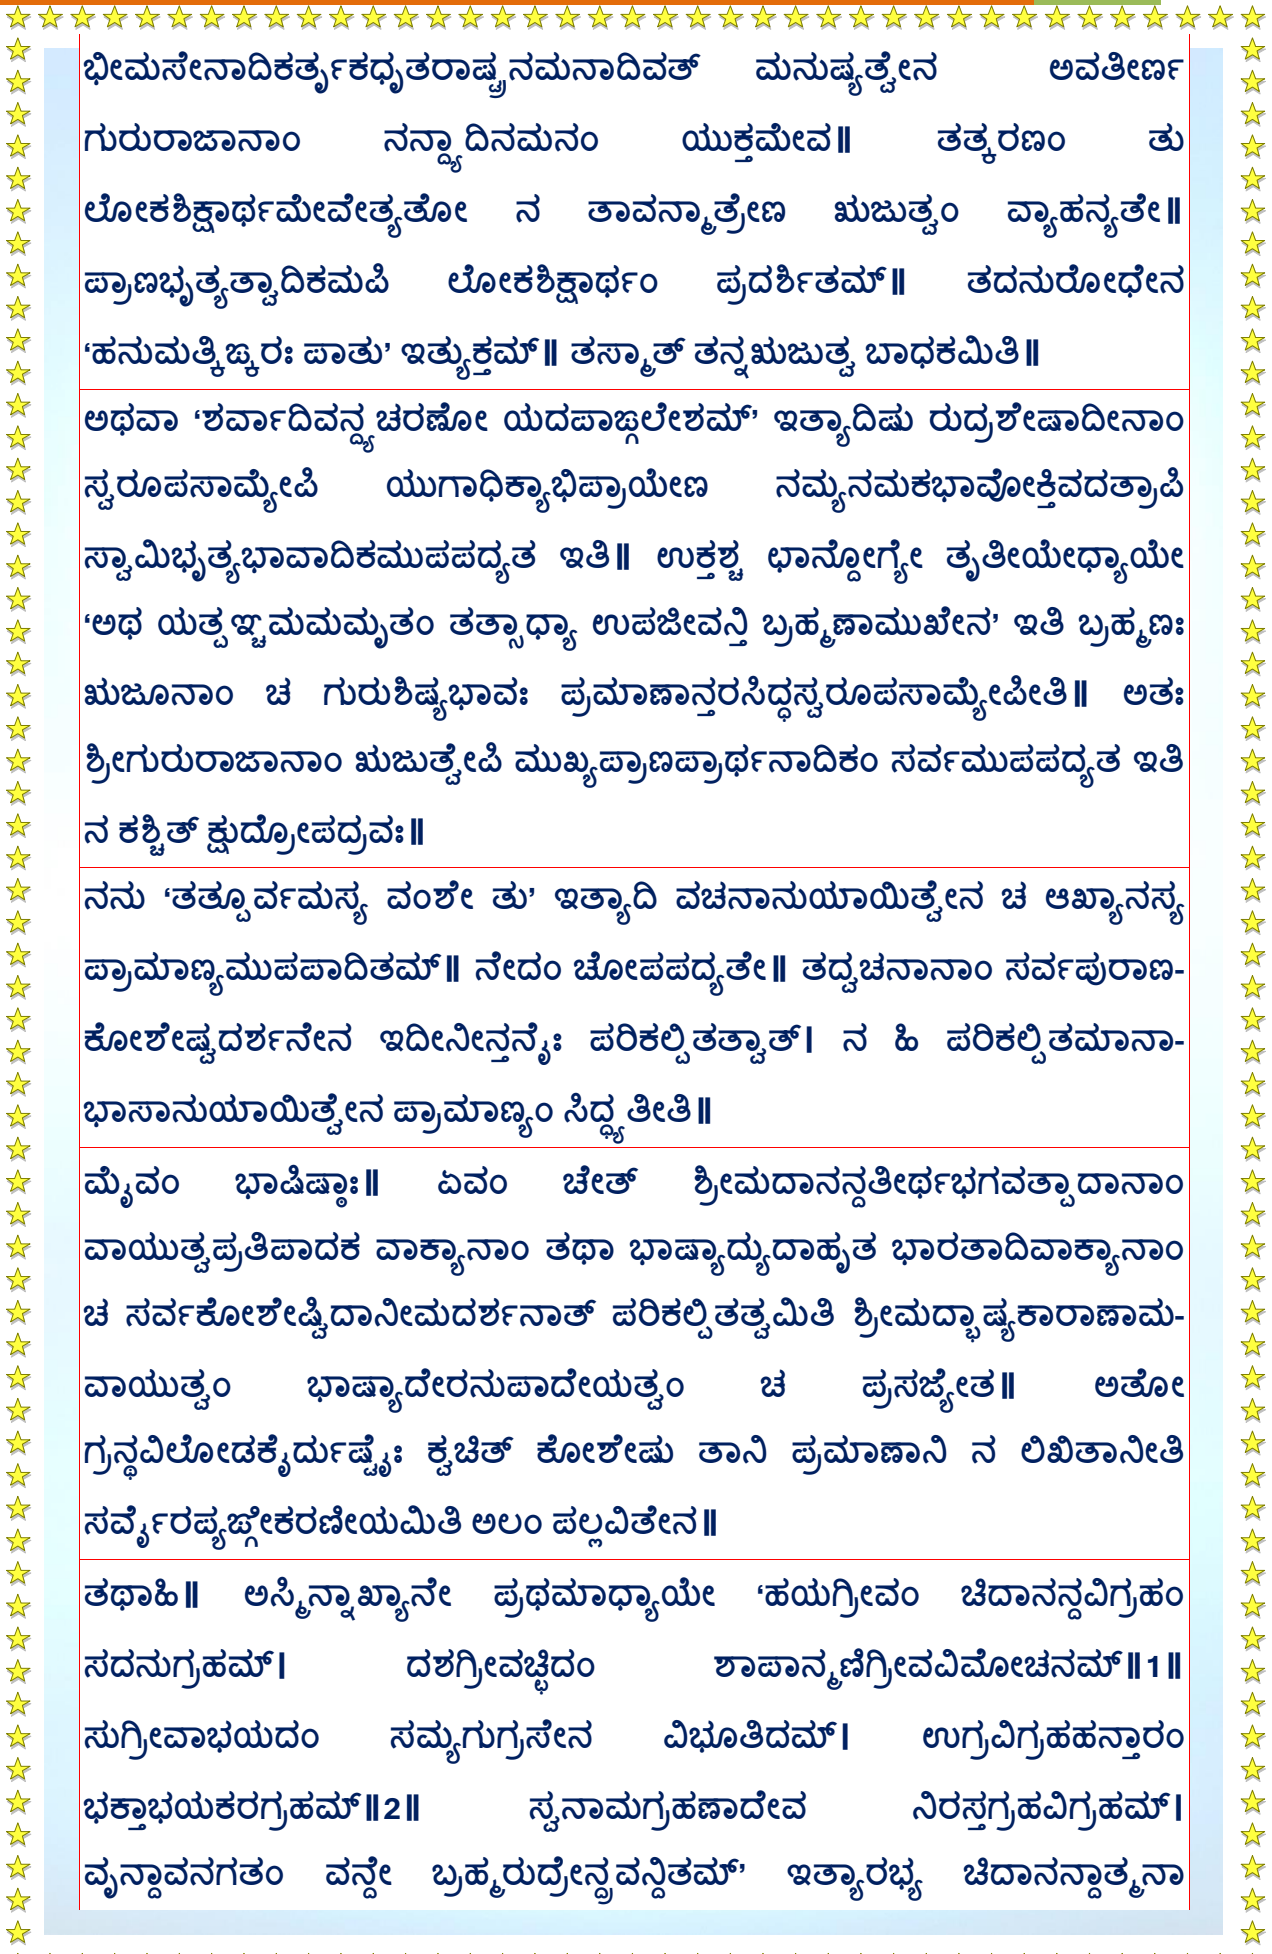 ಭೀಮಸೇನಾದಿಕರ್ತೃಕಧೃತರಾಷ್ಟ್ರನಮನಾದಿವತ್ ಮನುಷ್ಯತ್ವೇನ ಅವತೀರ್ಣ
ಗುರುರಾಜಾನಾಂ ನನ್ದ್ಯಾದಿನಮನಂ ಯುಕ್ತಮೇವ॥ ತತ್ಕರಣಂ ತು
ಲೋಕಶಿಕ್ಷಾರ್ಥಮೇವೇತ್ಯತೋ ನ ತಾವನ್ಮಾತ್ರೇಣ ಋಜುತ್ವಂ ವ್ಯಾಹನ್ಯತೇ॥
ಪ್ರಾಣಭೃತ್ಯತ್ವಾದಿಕಮಪಿ ಲೋಕಶಿಕ್ಷಾರ್ಥಂ ಪ್ರದರ್ಶಿತಮ್॥ ತದನುರೋಧೇನ
‘ಹನುಮತ್ಕಿಙ್ಕರಃ ಪಾತು’ ಇತ್ಯುಕ್ತಮ್॥ ತಸ್ಮಾತ್ ತನ್ನಋಜುತ್ವ ಬಾಧಕಮಿತಿ॥
ಅಥವಾ ‘ಶರ್ವಾದಿವನ್ದ್ಯಚರಣೋ ಯದಪಾಙ್ಗಲೇಶಮ್’ ಇತ್ಯಾದಿಷು ರುದ್ರಶೇಷಾದೀನಾಂ
ಸ್ವರೂಪಸಾಮ್ಯೇಪಿ ಯುಗಾಧಿಕ್ಯಾಭಿಪ್ರಾಯೇಣ ನಮ್ಯನಮಕಭಾವೋಕ್ತಿವದತ್ರಾಪಿ
ಸ್ವಾಮಿಭೃತ್ಯಭಾವಾದಿಕಮುಪಪದ್ಯತ ಇತಿ॥ ಉಕ್ತಶ್ಚ ಛಾನ್ದೋಗ್ಯೇ ತೃತೀಯೇಧ್ಯಾಯೇ
‘ಅಥ ಯತ್ಪಞ್ಚಮಮಮೃತಂ ತತ್ಸಾಧ್ಯಾ ಉಪಜೀವನ್ತಿ ಬ್ರಹ್ಮಣಾಮುಖೇನ’ ಇತಿ ಬ್ರಹ್ಮಣಃ
ಋಜೂನಾಂ ಚ ಗುರುಶಿಷ್ಯಭಾವಃ ಪ್ರಮಾಣಾನ್ತರಸಿದ್ಧಸ್ವರೂಪಸಾಮ್ಯೇಪೀತಿ॥ ಅತಃ
ಶ್ರೀಗುರುರಾಜಾನಾಂ ಋಜುತ್ವೇಪಿ ಮುಖ್ಯಪ್ರಾಣಪ್ರಾರ್ಥನಾದಿಕಂ ಸರ್ವಮುಪಪದ್ಯತ ಇತಿ
ನ ಕಶ್ಚಿತ್ ಕ್ಷುದ್ರೋಪದ್ರವಃ॥
ನನು ‘ತತ್ಪೂರ್ವಮಸ್ಯ ವಂಶೇ ತು’ ಇತ್ಯಾದಿ ವಚನಾನುಯಾಯಿತ್ವೇನ ಚ ಆಖ್ಯಾನಸ್ಯ
ಪ್ರಾಮಾಣ್ಯಮುಪಪಾದಿತಮ್॥ ನೇದಂ ಚೋಪಪದ್ಯತೇ॥ ತದ್ವಚನಾನಾಂ ಸರ್ವಪುರಾಣ-
ಕೋಶೇಷ್ವದರ್ಶನೇನ ಇದೀನೀನ್ತನೈಃ ಪರಿಕಲ್ಪಿತತ್ವಾತ್। ನ ಹಿ ಪರಿಕಲ್ಪಿತಮಾನಾ-
ಭಾಸಾನುಯಾಯಿತ್ವೇನ ಪ್ರಾಮಾಣ್ಯಂ ಸಿದ್ಧ್ಯತೀತಿ॥
ಮೈವಂ ಭಾಷಿಷ್ಠಾಃ॥ ಏವಂ ಚೇತ್ ಶ್ರೀಮದಾನನ್ದತೀರ್ಥಭಗವತ್ಪಾದಾನಾಂ
ವಾಯುತ್ವಪ್ರತಿಪಾದಕ ವಾಕ್ಯಾನಾಂ ತಥಾ ಭಾಷ್ಯಾದ್ಯುದಾಹೃತ ಭಾರತಾದಿವಾಕ್ಯಾನಾಂ
ಚ ಸರ್ವಕೋಶೇಷ್ವಿದಾನೀಮದರ್ಶನಾತ್ ಪರಿಕಲ್ಪಿತತ್ವಮಿತಿ ಶ್ರೀಮದ್ಭಾಷ್ಯಕಾರಾಣಾಮ-
ವಾಯುತ್ವಂ ಭಾಷ್ಯಾದೇರನುಪಾದೇಯತ್ವಂ ಚ ಪ್ರಸಜ್ಯೇತ॥ ಅತೋ
ಗ್ರನ್ಥವಿಲೋಡಕೈರ್ದುಷ್ಟೈಃ ಕ್ವಚಿತ್ ಕೋಶೇಷು ತಾನಿ ಪ್ರಮಾಣಾನಿ ನ ಲಿಖಿತಾನೀತಿ
ಸರ್ವೈರಪ್ಯಙ್ಗೀಕರಣೀಯಮಿತಿ ಅಲಂ ಪಲ್ಲವಿತೇನ॥
ತಥಾಹಿ॥ ಅಸ್ಮಿನ್ನಾಖ್ಯಾನೇ ಪ್ರಥಮಾಧ್ಯಾಯೇ ‘ಹಯಗ್ರೀವಂ ಚಿದಾನನ್ದವಿಗ್ರಹಂ
ಸದನುಗ್ರಹಮ್। ದಶಗ್ರೀವಚ್ಛಿದಂ ಶಾಪಾನ್ಮಣಿಗ್ರೀವವಿಮೋಚನಮ್॥1॥
ಸುಗ್ರೀವಾಭಯದಂ ಸಮ್ಯಗುಗ್ರಸೇನ ವಿಭೂತಿದಮ್। ಉಗ್ರವಿಗ್ರಹಹನ್ತಾರಂ
ಭಕ್ತಾಭಯಕರಗ್ರಹಮ್॥2॥ ಸ್ವನಾಮಗ್ರಹಣಾದೇವ ನಿರಸ್ತಗ್ರಹವಿಗ್ರಹಮ್।
ವೃನ್ದಾವನಗತಂ ವನ್ದೇ ಬ್ರಹ್ಮರುದ್ರೇನ್ದ್ರವನ್ದಿತಮ್’ ಇತ್ಯಾರಭ್ಯ ಚಿದಾನನ್ದಾತ್ಮನಾ